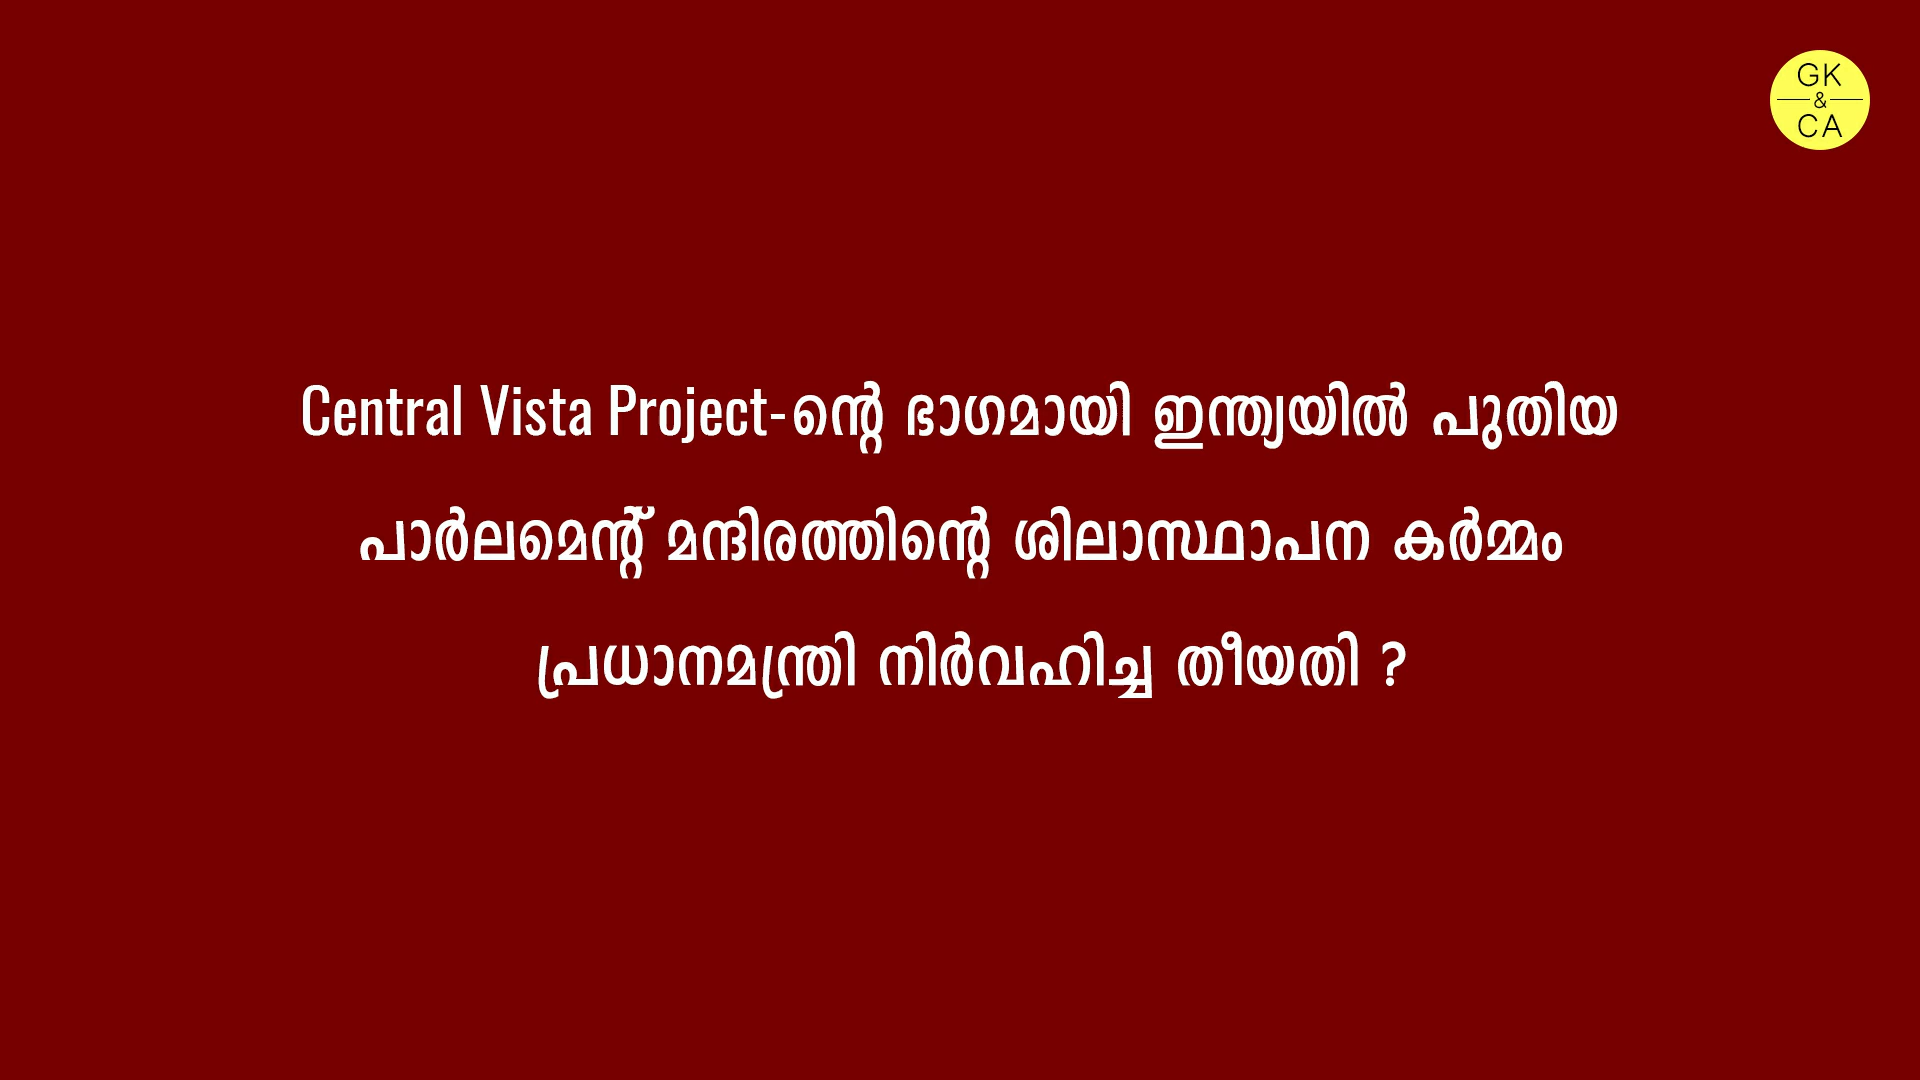 GK
&
CA
Central Vista Project-ന്റെ ഭാഗമായി ഇന്ത്യയിൽ പുതിയ
പാർലമെന്റ് മന്ദിരത്തിന്റെ ശിലാസ്ഥാപന കർമ്മം
പ്രധാനമന്ത്രി നിർവഹിച്ച തീയതി ?